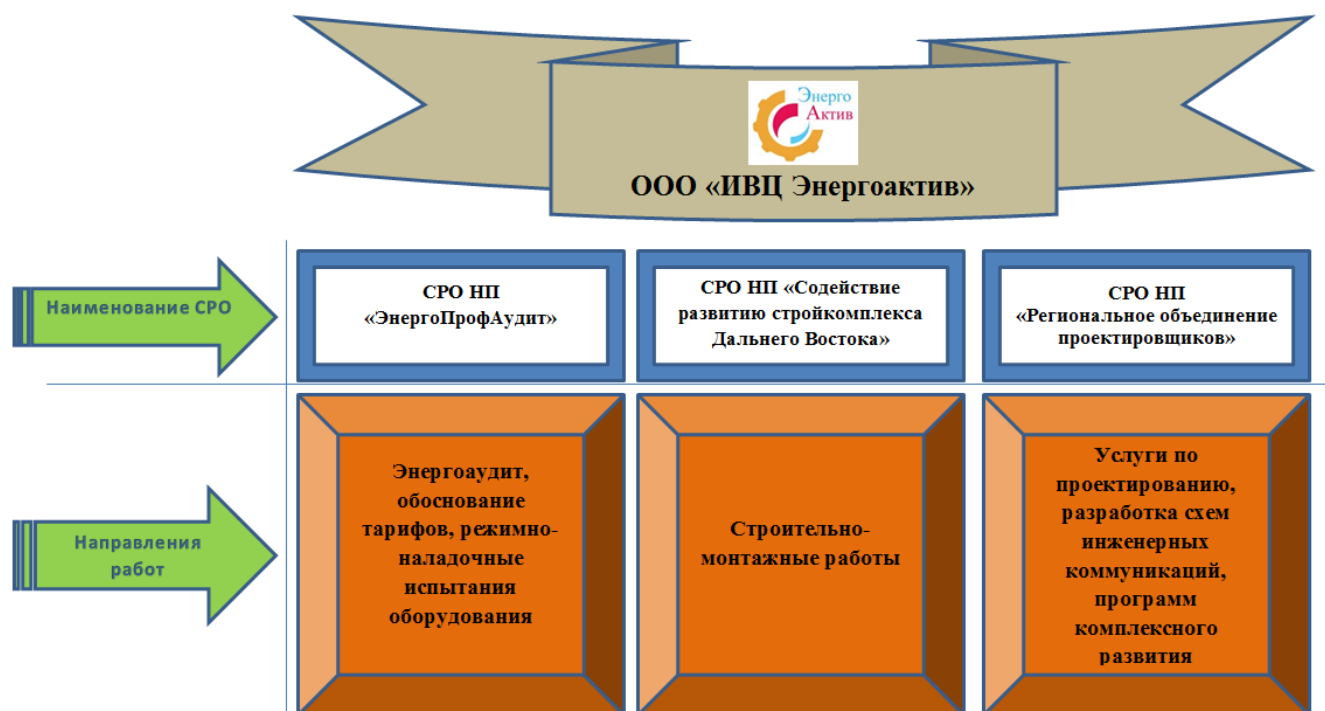 Энерго
Актив
ООО «ИВЦ Энергоактив»
Наименование СРО
СРО НП
«ЭнергоПрофАудит»
СРО НП «Содействие
развитию стройкомплекса
Дальнего Востока»
СРО НП
«Региональное объединение
проектировщиков»
Направления
работ
Энергоаудит,
обоснование
тарифов, режимно-
наладочные
испытания
оборудования
Строительно-
монтажные работы
Услуги по
проектированию,
разработка схем
инженерных
коммуникаций,
программ
комплексного
развития